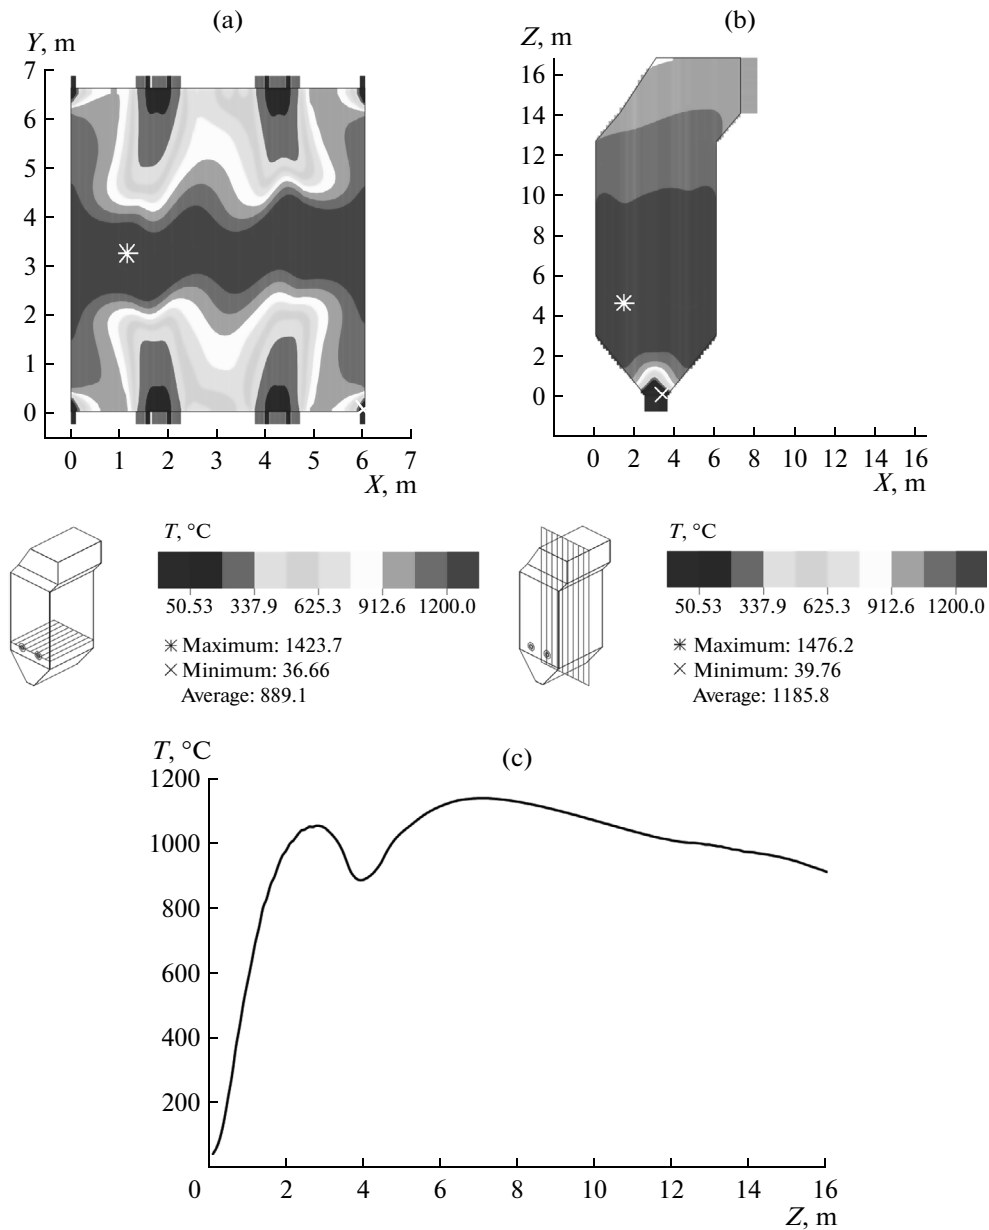 (a)
(b)
Y, m
Z, m
7
6
5
4
3
2
1
0
0 1 2 3 4 5 6 7
X, m
16
14
12
10
8
6
4
2
0
0 2 4 6 8 10 12 14 16
X, m
T, °C
50.53 337.9 625.3 912.6 1200.0
Maximum: 1423.7
Minimum: 36.66
Average: 889.1
T, °C
50.53 337.9 625.3 912.6 1200.0
Maximum: 1476.2
Minimum: 39.76
Average: 1185.8
T, °C
(c)
1200
1000
800
600
400
200
0 2 4 6 8 10 12 14 16
Z, m